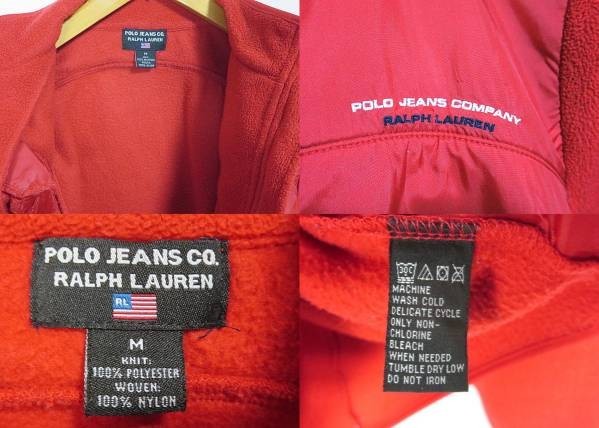 POLO JEANS CO.
RALPH LAUREN
M
POLO JEANS COMPANY
RALPH LAUREN
POLO JEANS CO.
RALPH LAUREN
RL
M
KNIT:
100% POLYESTER
WOVEN:
100% NYLON
30C
MACHINE
WASH COLD
DELICATE CYCLE
ONLY NON-
CHLORINE
BLEACH
WHEN NEEDED
TUMBLE DRY LOW
DO NOT IRON